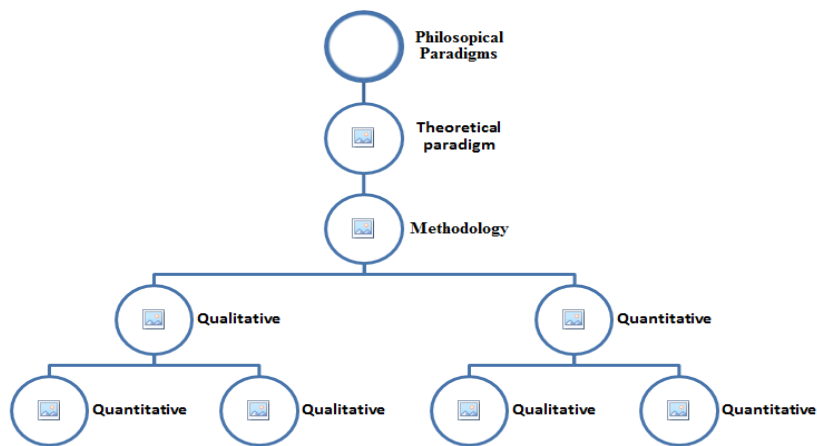 Philosopical
Paradigms
Theoretical
paradigm
Methodology
Qualitative
Quantitative
Quantitative
Qualitative
Qualitative
Quantitative